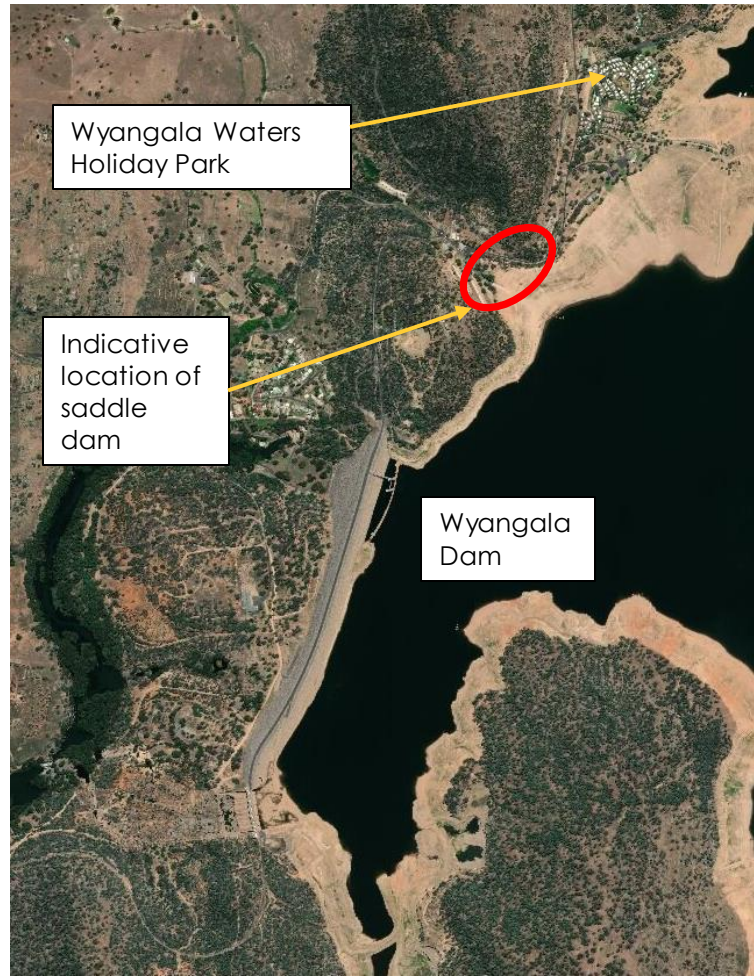 Wyangala Waters
Holiday Park
Indicative
location of
saddle
dam
Wyangala
Dam